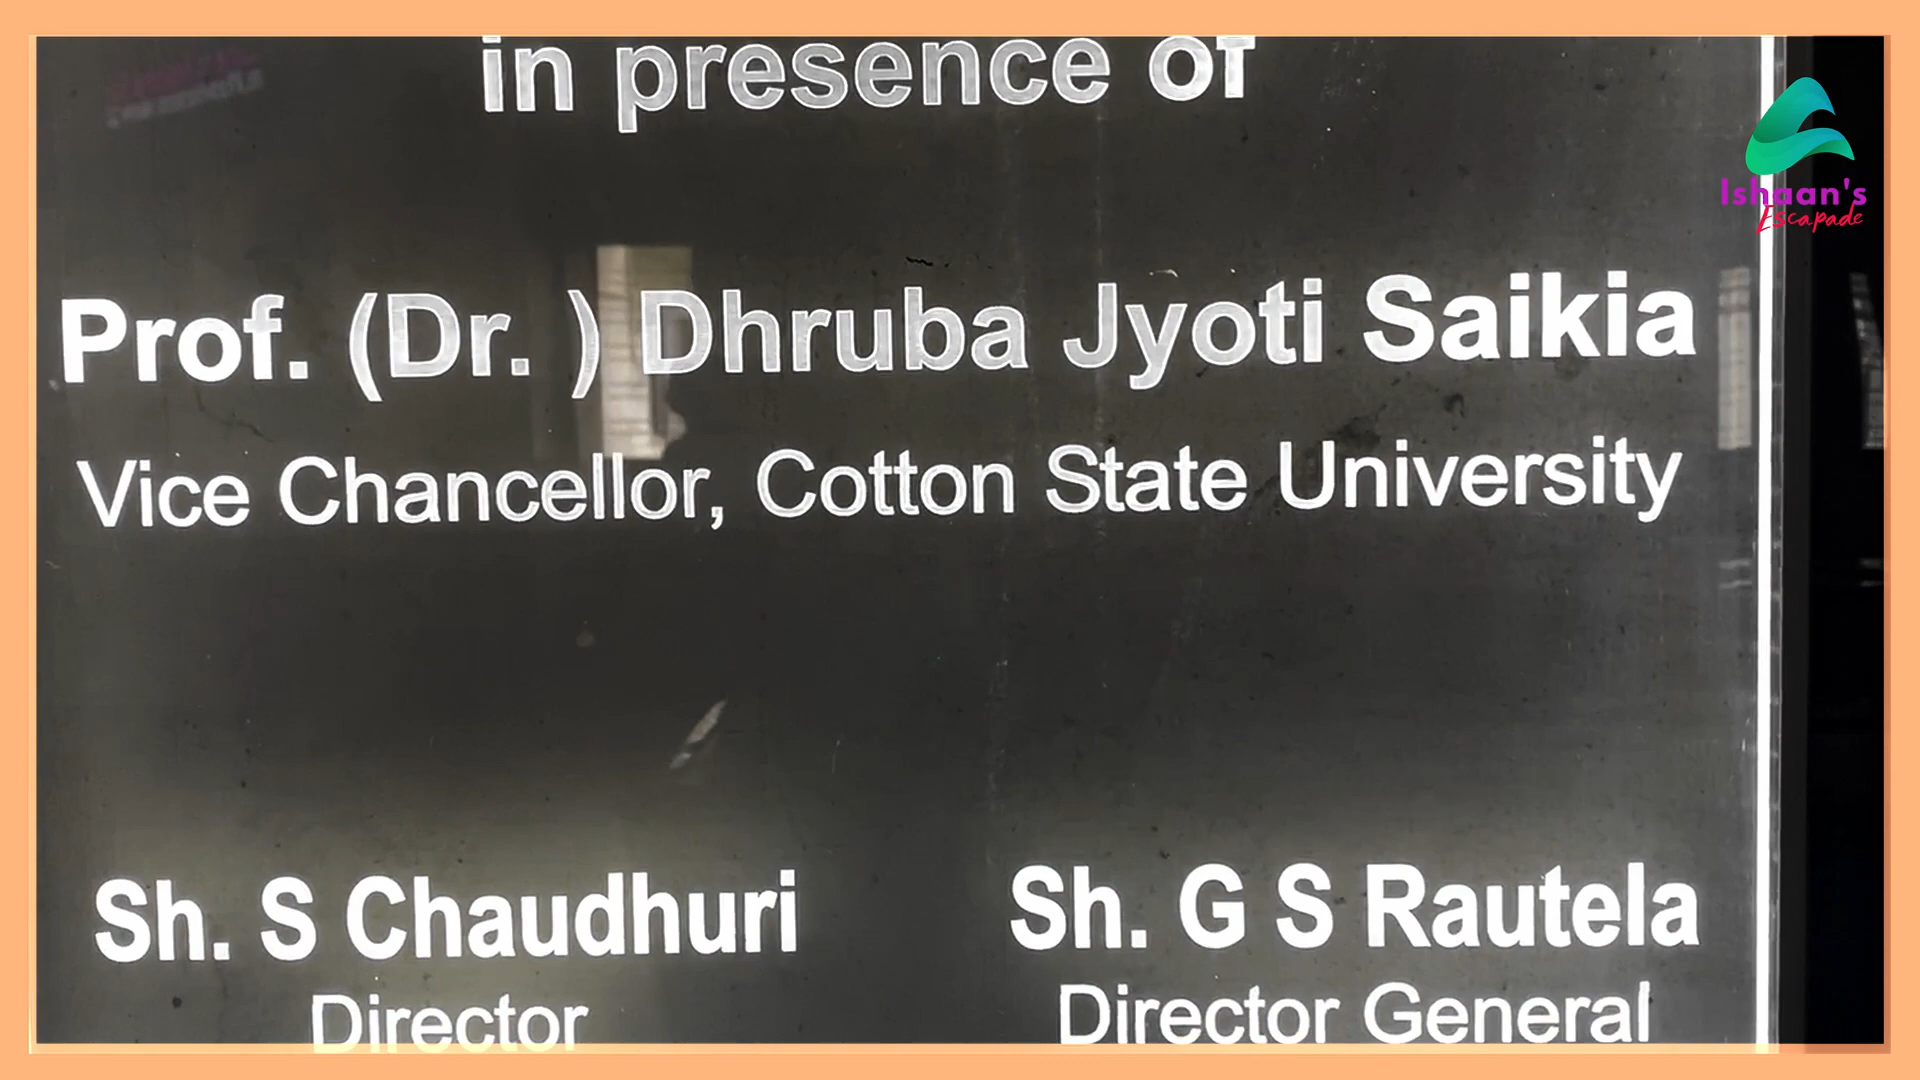 in presence of
Ishaan's
Escapade
Prof. (Dr. ) Dhruba Jyoti Saikia
Vice Chancellor, Cotton State University
Sh. S Chaudhuri Sh. G S Rautela
Director Director General